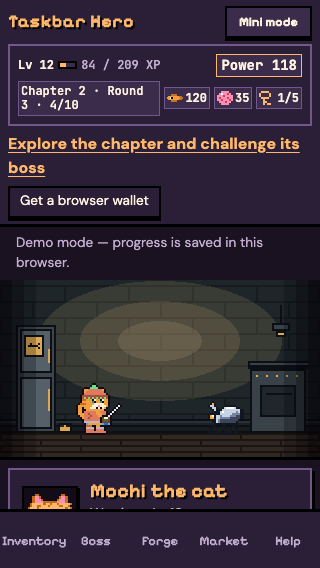 Taskbar Hero
Mini mode
Lv 12 84 / 209 XP
Power 118
Chapter 2 · Round
3 · 4/10
120
35
1/5
Explore the chapter and challenge its
boss
Get a browser wallet
Demo mode — progress is saved in this
browser.
Mochi the cat
Inventory Boss Forge Market Help